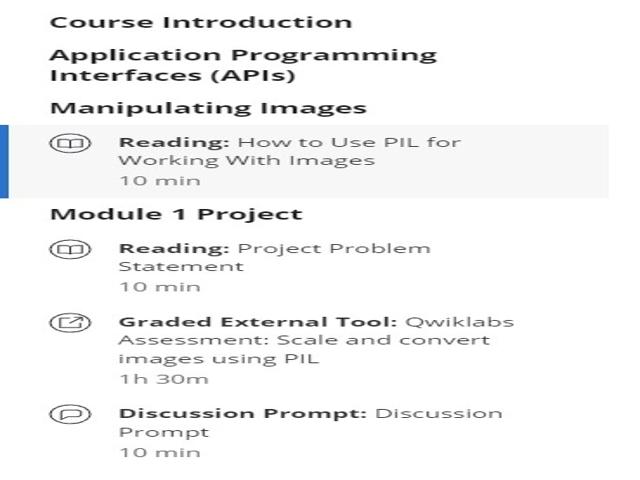 Course Introduction
Application Programming
Interfaces (APIs)
Manipulating Images
Reading: How to Use PIL for
Working With Images
10 min
Module 1 Project
Reading: Project Problem
Statement
10 min
Graded External Tool: Qwiklabs
Assessment: Scale and convert
images using PIL
1h 30m
Discussion Prompt: Discussion
Prompt
10 min